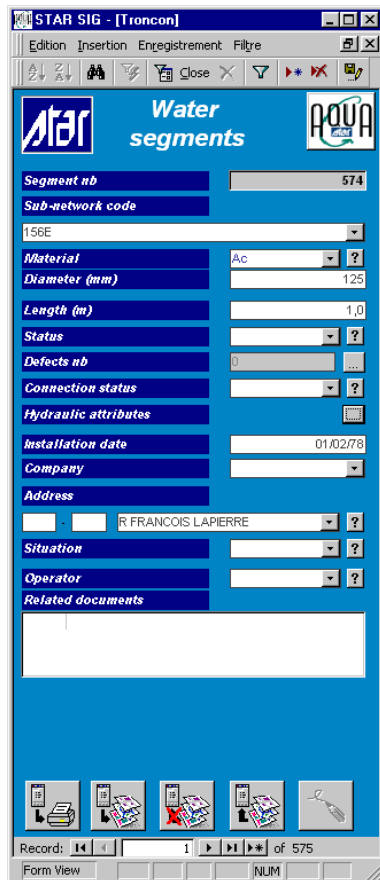 STAR SIG - [Troncon]
Edition Insertion Enregistrement Filtre
Close
Star Water segments AQUA star
Segment nb 574
Sub-network code
156E
Material Ac ?
Diameter (mm) 125
Length (m) 1,0
Status ?
Defects nb 0 ...
Connection status ?
Hydraulic attributes
Installation date 01/02/78
Company
Address
- R FRANCOIS LAPIERRE ?
Situation ?
Operator ?
Related documents
Record: 1 of 575
Form View NUM